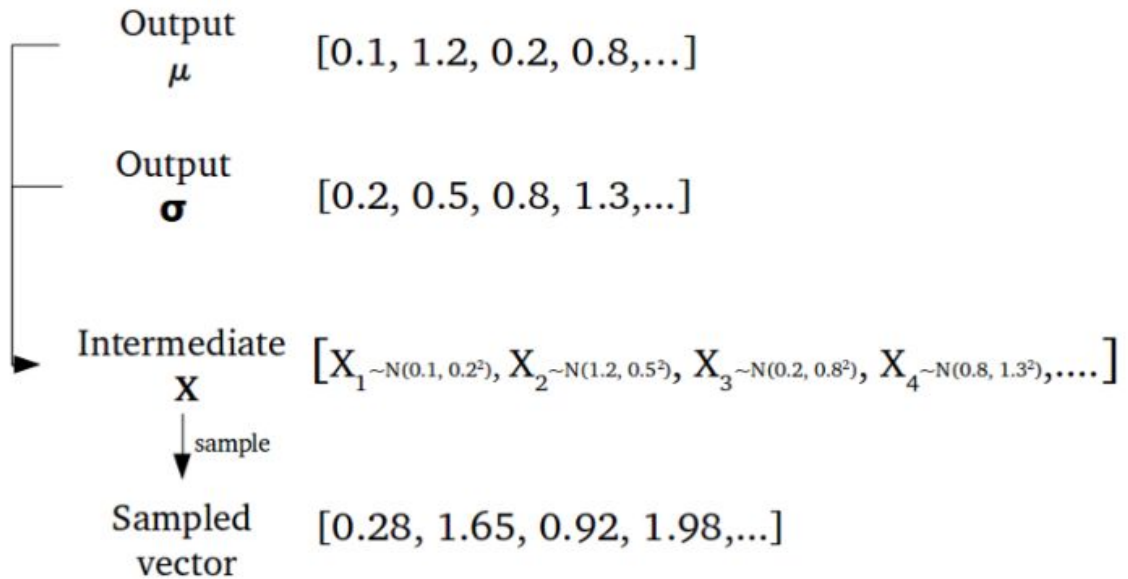 Output μ [0.1, 1.2, 0.2, 0.8,...]
Output σ [0.2, 0.5, 0.8, 1.3,...]
Intermediate X [X₁~N(0.1, 0.2²), X₂~N(1.2, 0.5²), X₃~N(0.2, 0.8²), X₄~N(0.8, 1.3²),....]
sample
Sampled vector [0.28, 1.65, 0.92, 1.98,...]